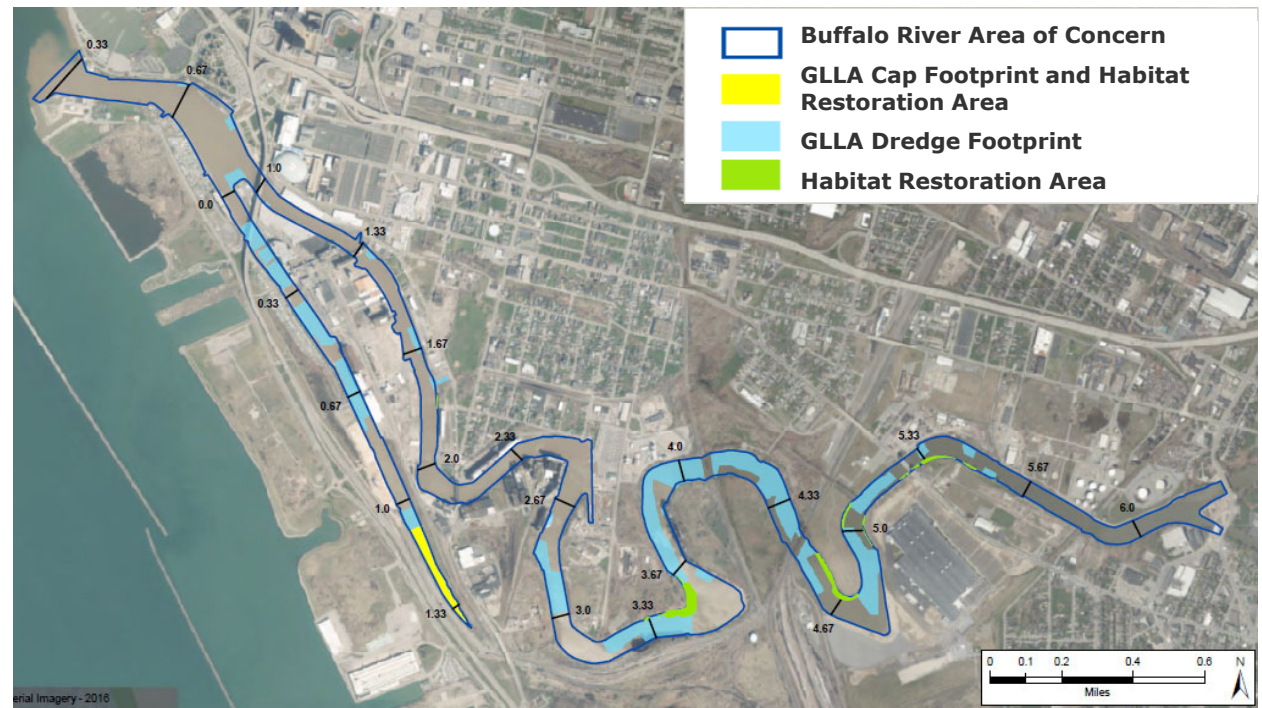 Buffalo River Area of Concern
GLLA Cap Footprint and Habitat
Restoration Area
GLLA Dredge Footprint
Habitat Restoration Area
0.33
0.67
1.0
0.0
1.33
0.33
1.67
0.67
2.0
2.33
1.0
2.67
1.33
3.0
3.33
3.67
4.0
4.33
4.67
5.0
5.33
5.67
6.0
0 0.1 0.2 0.4 0.6 N
Miles
erial Imagery - 2016